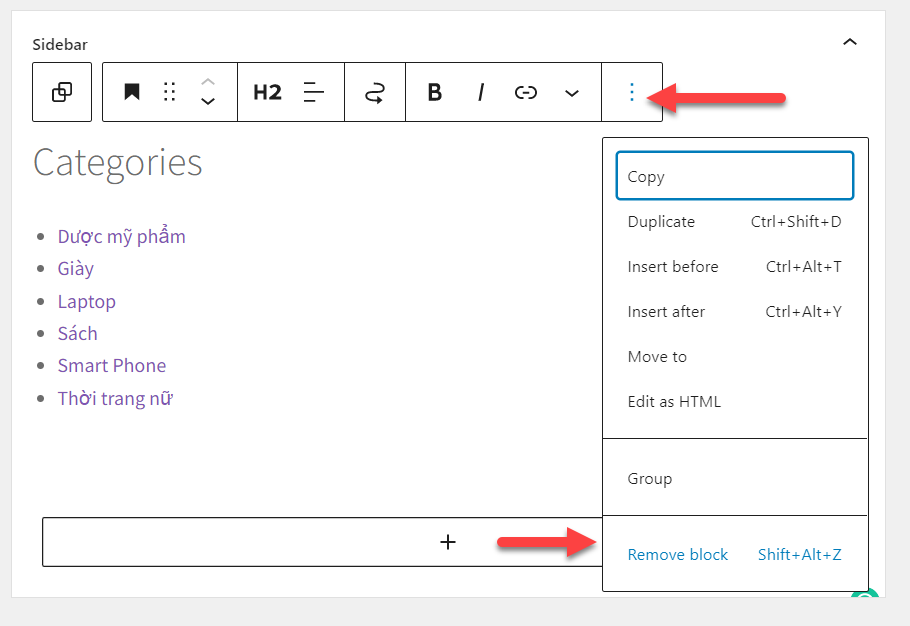 Sidebar
H2 B I
Categories
Dược mỹ phẩm
Giày
Laptop
Sách
Smart Phone
Thời trang nữ
Copy
Duplicate Ctrl+Shift+D
Insert before Ctrl+Alt+T
Insert after Ctrl+Alt+Y
Move to
Edit as HTML
Group
Remove block Shift+Alt+Z